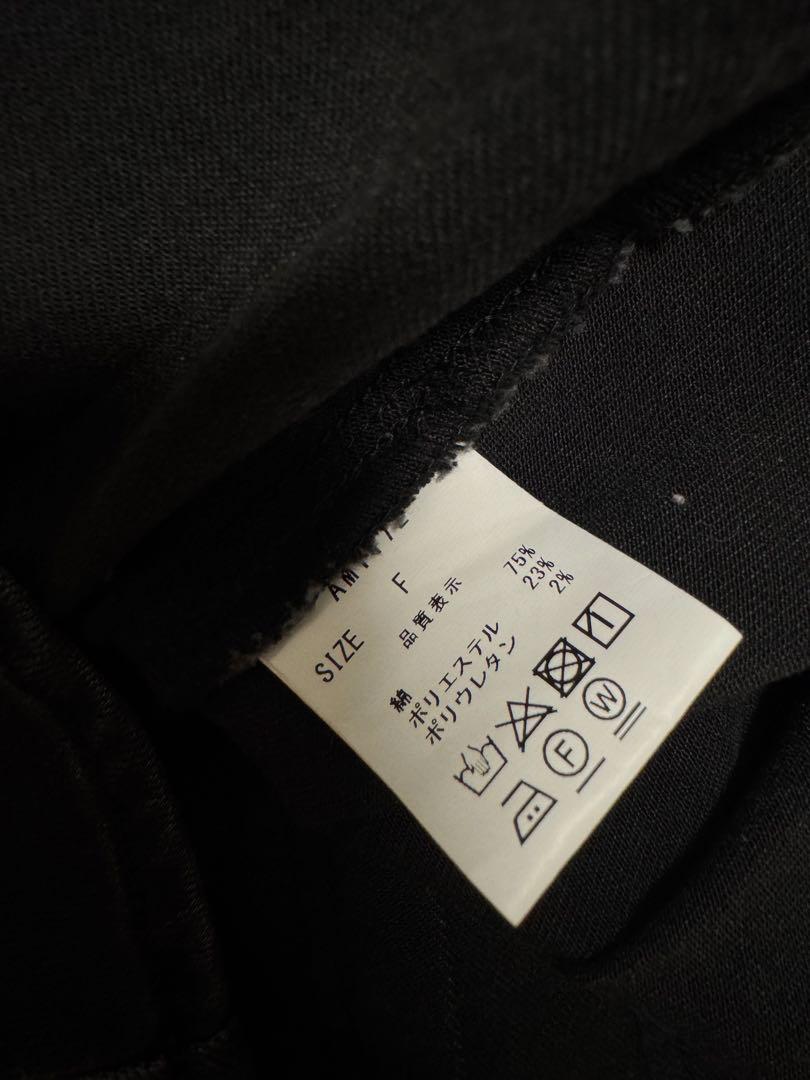 SIZE F
品質表示
綿 75%
ポリエステル 23%
ポリウレタン 2%
F W